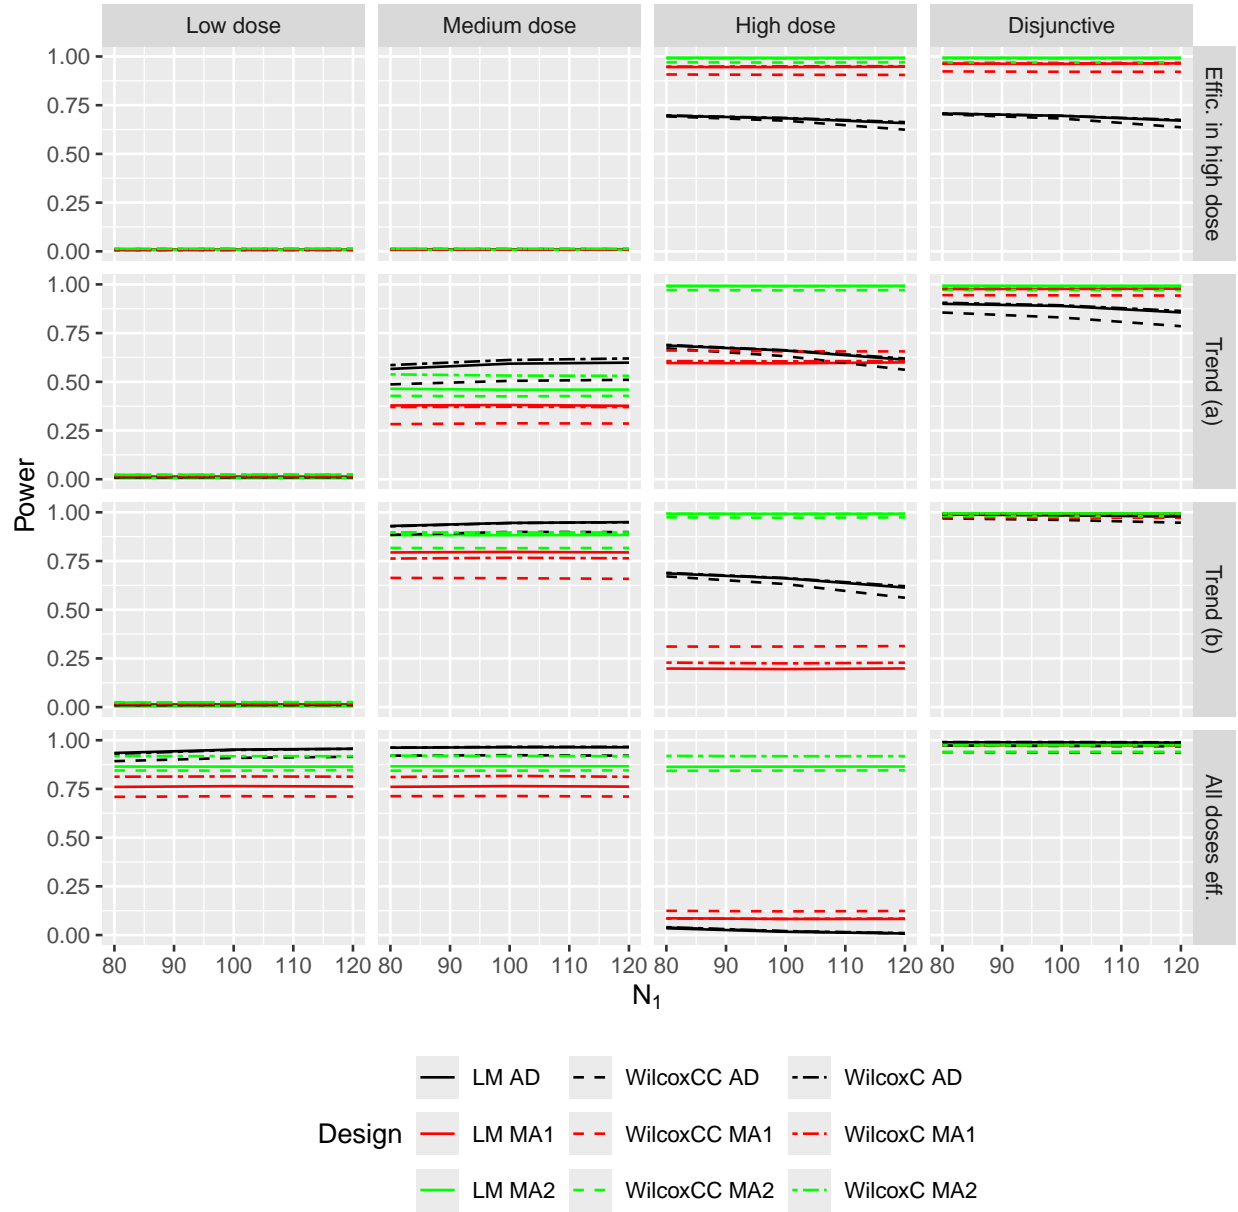 Low dose Medium dose High dose Disjunctive
1.00
0.75
0.50
0.25
0.00
Effic. in high dose
1.00
0.75
0.50
0.25
0.00
Trend (a)
1.00
0.75
0.50
0.25
0.00
Trend (b)
1.00
0.75
0.50
0.25
0.00
All doses eff.
Power
80 90 100 110 120 80 90 100 110 120 80 90 100 110 120 80 90 100 110 120
N₁
Design
LM AD WilcoxCC AD WilcoxC AD
LM MA1 WilcoxCC MA1 WilcoxC MA1
LM MA2 WilcoxCC MA2 WilcoxC MA2